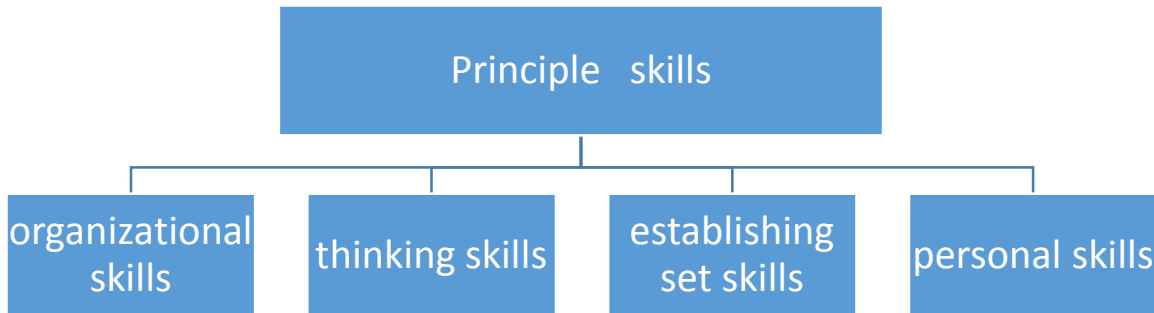 Principle skills
organizational
skills
thinking skills
establishing
set skills
personal skills